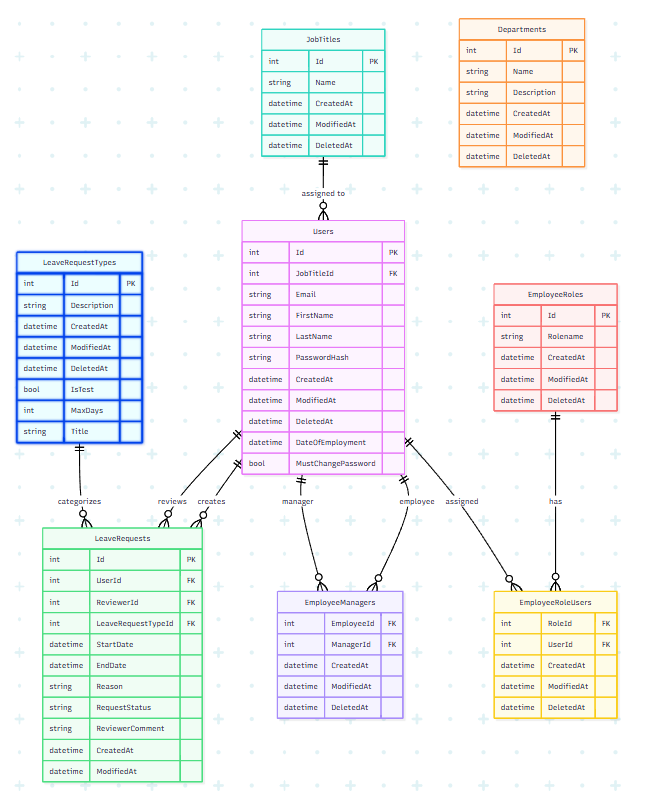 JobTitles
int Id PK
string Name
datetime CreatedAt
datetime ModifiedAt
datetime DeletedAt
Departments
int Id PK
string Name
string Description
datetime CreatedAt
datetime ModifiedAt
datetime DeletedAt
assigned to
Users
int Id PK
int JobTitleId FK
string Email
string FirstName
string LastName
string PasswordHash
datetime CreatedAt
datetime ModifiedAt
datetime DeletedAt
datetime DateOfEmployment
bool MustChangePassword
LeaveRequestTypes
int Id PK
string Description
datetime CreatedAt
datetime ModifiedAt
datetime DeletedAt
bool IsTest
int MaxDays
string Title
EmployeeRoles
int Id PK
string Rolename
datetime CreatedAt
datetime ModifiedAt
datetime DeletedAt
categorizes
reviews
creates
manager
employee
assigned
has
LeaveRequests
int Id PK
int UserId FK
int ReviewerId FK
int LeaveRequestTypeId FK
datetime StartDate
datetime EndDate
string Reason
string RequestStatus
string ReviewerComment
datetime CreatedAt
datetime ModifiedAt
EmployeeManagers
int EmployeeId FK
int ManagerId FK
datetime CreatedAt
datetime ModifiedAt
datetime DeletedAt
EmployeeRoleUsers
int RoleId FK
int UserId FK
datetime CreatedAt
datetime ModifiedAt
datetime DeletedAt